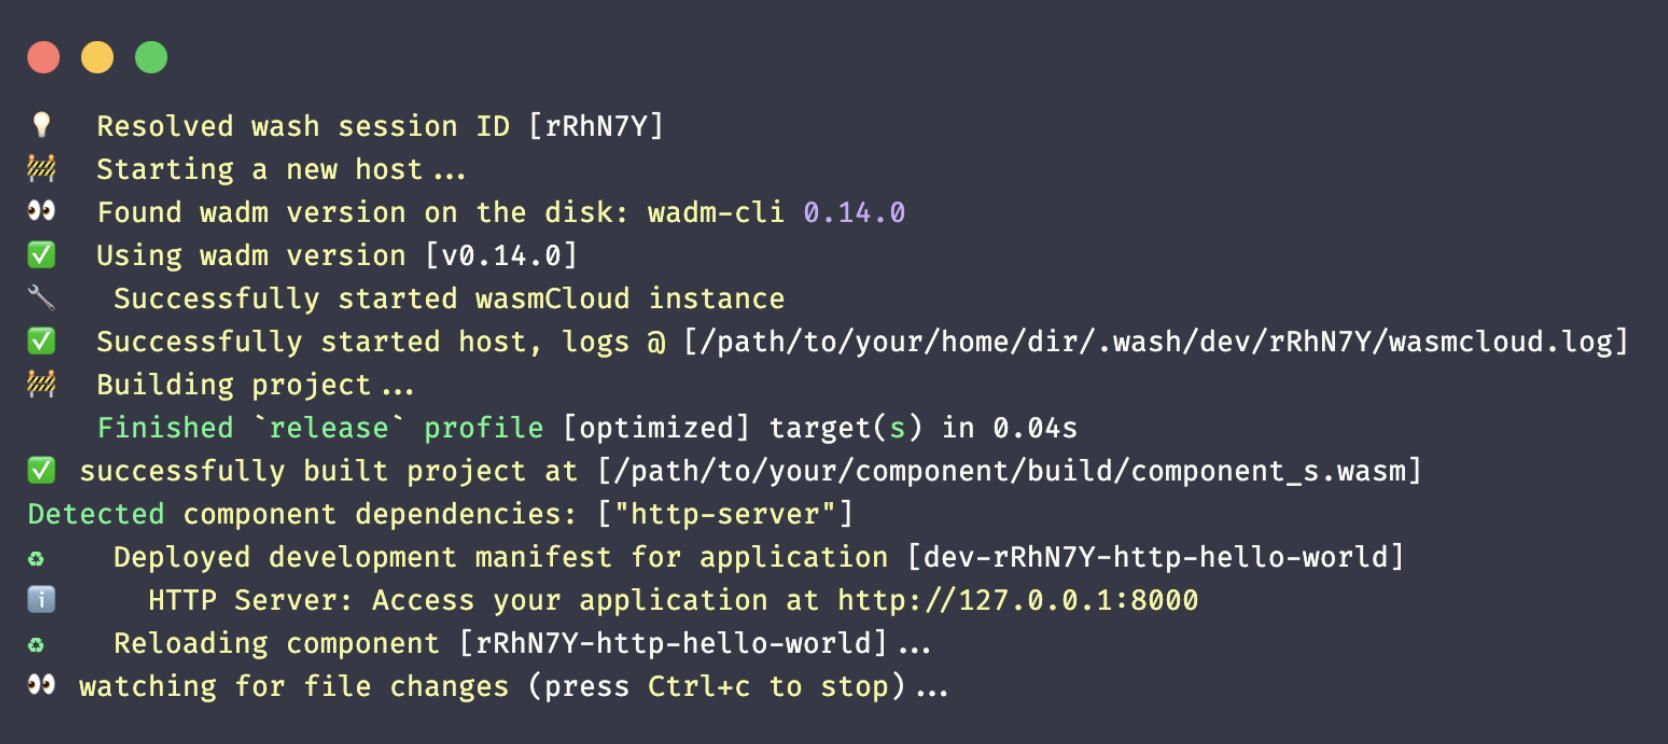 💡  Resolved wash session ID [rRhN7Y]
🚧  Starting a new host...
👀  Found wadm version on the disk: wadm-cli 0.14.0
✅  Using wadm version [v0.14.0]
🔧   Successfully started wasmCloud instance
✅  Successfully started host, logs @ [/path/to/your/home/dir/.wash/dev/rRhN7Y/wasmcloud.log]
🚧  Building project...
    Finished `release` profile [optimized] target(s) in 0.04s
✅ successfully built project at [/path/to/your/component/build/component_s.wasm]
Detected component dependencies: ["http-server"]
♻    Deployed development manifest for application [dev-rRhN7Y-http-hello-world]
ℹ️     HTTP Server: Access your application at http://127.0.0.1:8000
♻    Reloading component [rRhN7Y-http-hello-world]...
👀 watching for file changes (press Ctrl+c to stop)...